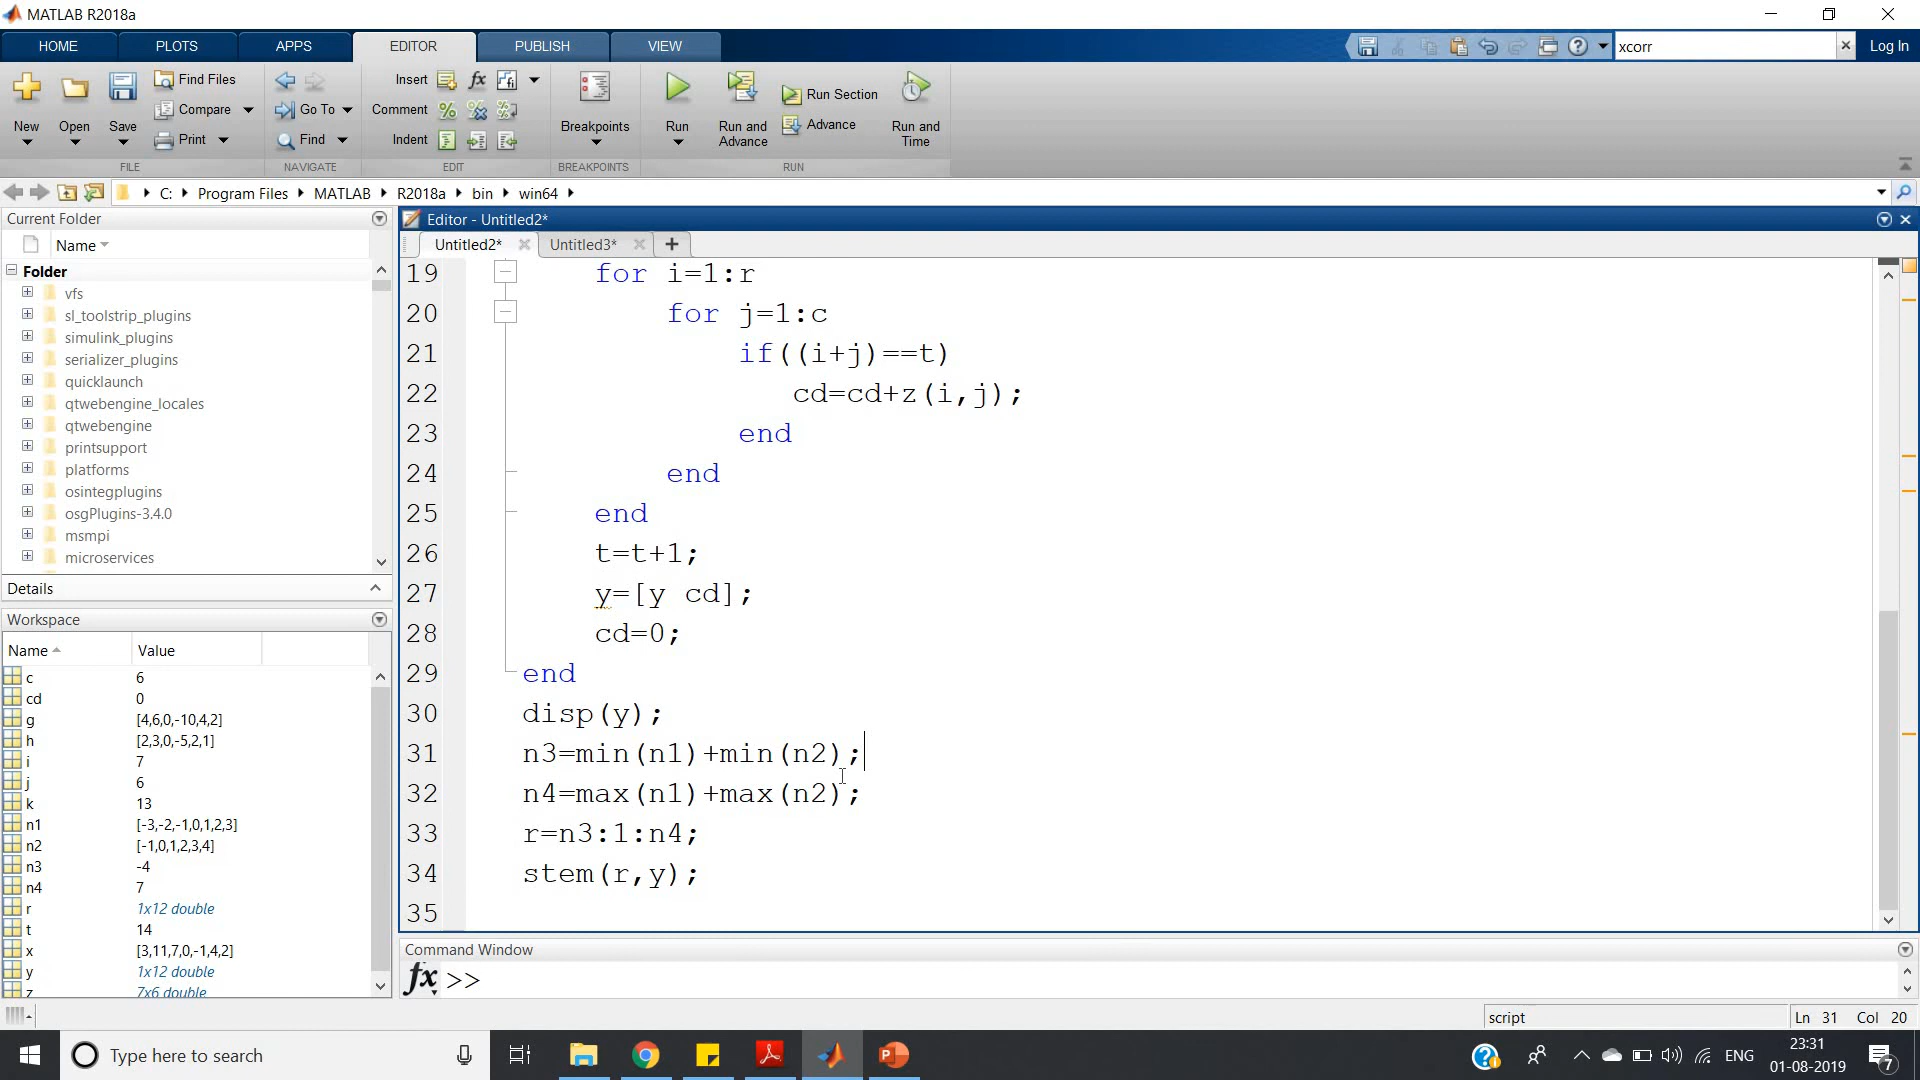 MATLAB R2018a
HOME PLOTS APPS EDITOR PUBLISH VIEW
xcorr
Log In
New
Open
Save
Find Files
Compare
Print
Go To
Find
Insert
Comment
Indent
Breakpoints
Run
Run and Advance
Run Section
Advance
Run and Time
FILE NAVIGATE EDIT BREAKPOINTS RUN
C: Program Files MATLAB R2018a bin win64
Current Folder
Name
Folder
vfs
sl_toolstrip_plugins
simulink_plugins
serializer_plugins
quicklaunch
qtwebengine_locales
qtwebengine
printsupport
platforms
osintegplugins
osgPlugins-3.4.0
msmpi
microservices
Details
Workspace
Name Value
c 6
cd 0
g [4,6,0,-10,4,2]
h [2,3,0,-5,2,1]
i 7
j 6
k 13
n1 [-3,-2,-1,0,1,2,3]
n2 [-1,0,1,2,3,4]
n3 -4
n4 7
r 1x12 double
t 14
x [3,11,7,0,-1,4,2]
y 1x12 double
z 7x6 double
Editor - Untitled2*
Untitled2* Untitled3* +
19 for i=1:r
20 for j=1:c
21 if((i+j)==t)
22 cd=cd+z(i,j);
23 end
24 end
25 end
26 t=t+1;
27 y=[y cd];
28 cd=0;
29 end
30 disp(y);
31 n3=min(n1)+min(n2);
32 n4=max(n1)+max(n2);
33 r=n3:1:n4;
34 stem(r,y);
35
Command Window
fx >>
script Ln 31 Col 20
Type here to search
ENG
23:31
01-08-2019
7